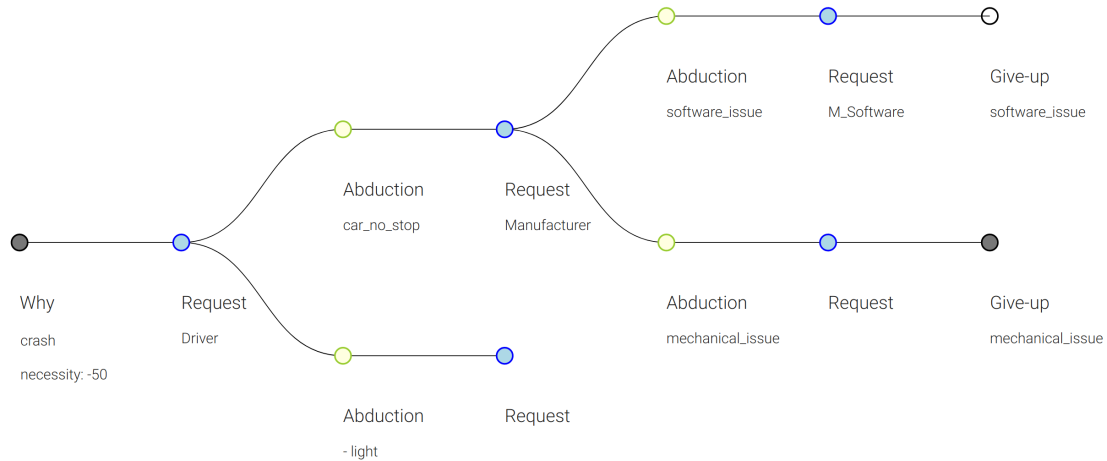 Abduction
software_issue
Request
M_Software
Give-up
software_issue
Abduction
car_no_stop
Request
Manufacturer
Why
crash
necessity: -50
Request
Driver
Abduction
mechanical_issue
Request
Give-up
mechanical_issue
Abduction
- light
Request